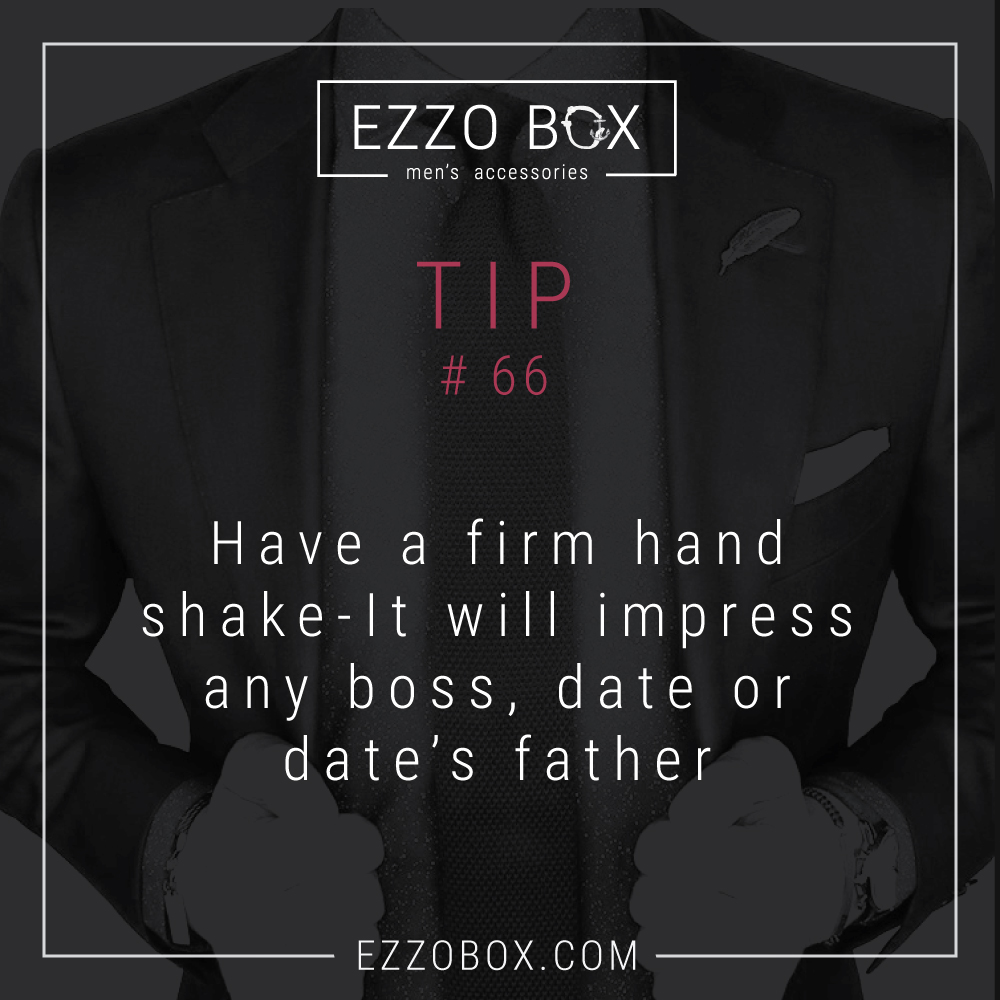 EZZO BOX
men's accessories
TIP
# 66
Have a firm hand
shake-It will impress
any boss, date or
date’s father
EZZOBOX.COM